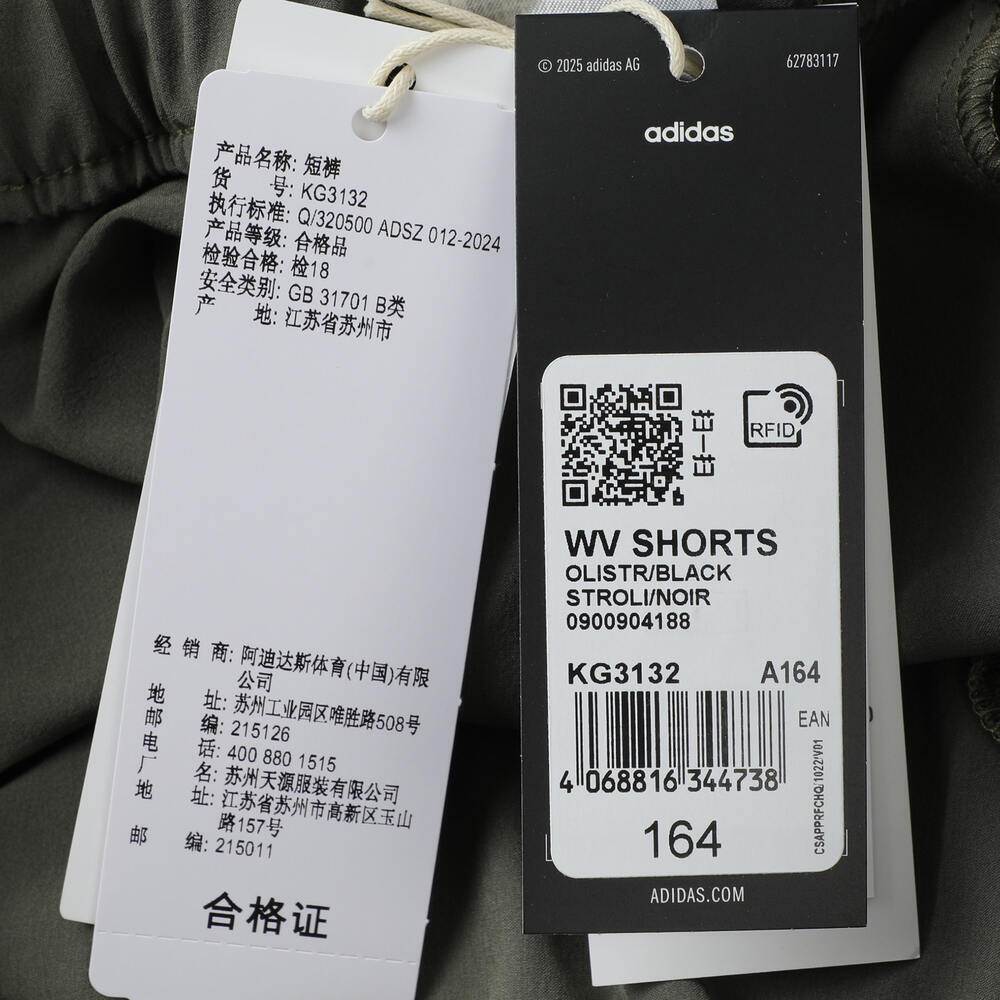 产品名称: 短裤
货 号: KG3132
执行标准: Q/320500 ADSZ 012-2024
产品等级: 合格品
检验合格: 检18
安全类别: GB 31701 B类
产 地: 江苏省苏州市
经 销 商: 阿迪达斯体育(中国)有限
公司
地 址: 苏州工业园区唯胜路508号
邮 编: 215126
电 话: 400 880 1515
厂 名: 苏州天源服装有限公司
地 址: 江苏省苏州市高新区玉山
路157号
邮 编: 215011
合格证
© 2025 adidas AG
62783117
adidas
扫一扫
RFID
WV SHORTS
OLISTR/BLACK
STROLI/NOIR
0900904188
KG3132 A164
EAN
4 068816 344738
CSAPPRFCHQ/1022/V01
164
ADIDAS.COM